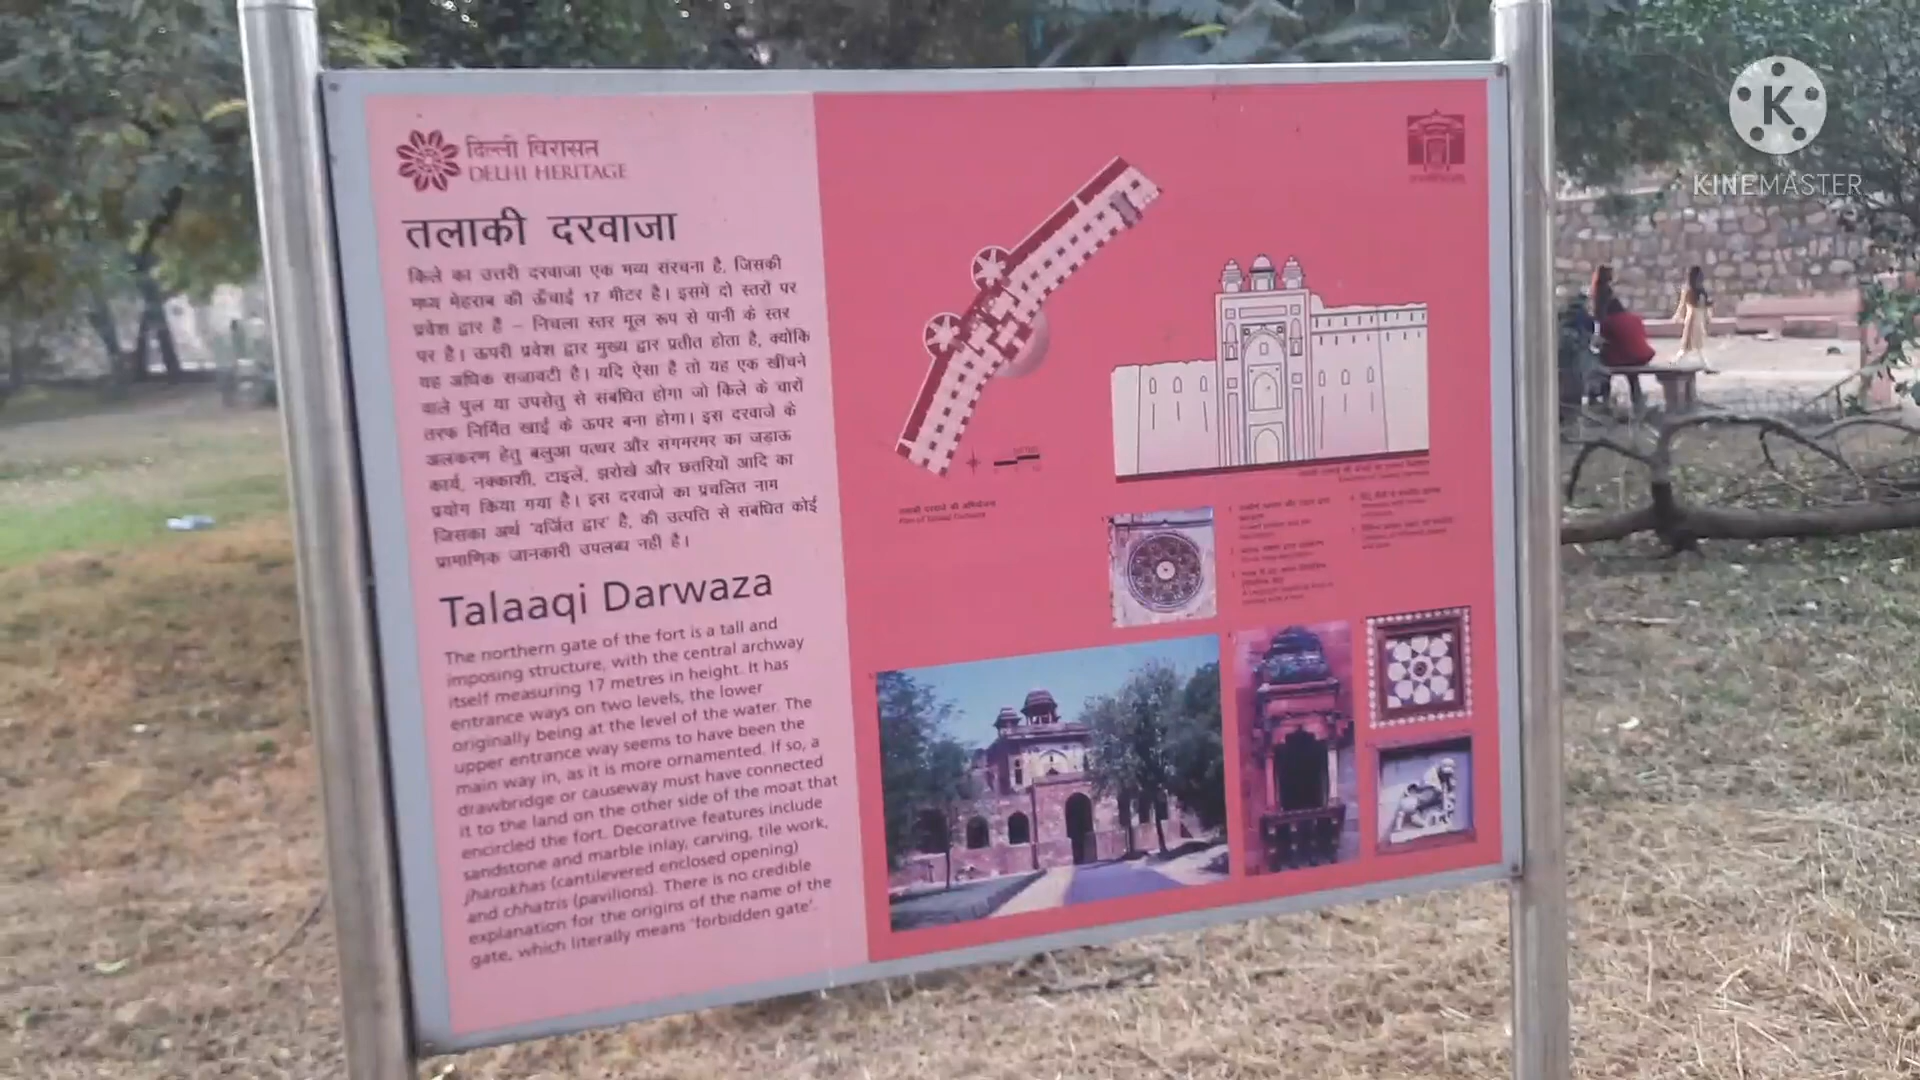 दिल्ली विरासत
DELHI HERITAGE
तलाकी दरवाजा
किले का उत्तरी दरवाजा एक भव्य संरचना है, जिसकी
मध्य मेहराब की ऊँचाई 17 मीटर है। इसमें दो स्तरों पर
प्रवेश द्वार है – निचला स्तर मूल रूप से पानी के स्तर
पर है। ऊपरी प्रवेश द्वार मुख्य द्वार प्रतीत होता है, क्योंकि
यह अधिक सजावटी है। यदि ऐसा है तो यह एक खींचने
वाले पुल या उपसेतु से संबंधित होगा जो किले के चारों
तरफ निर्मित खाई के ऊपर बना होगा। इस दरवाजे के
अलंकरण हेतु बलुआ पत्थर और संगमरमर का जड़ाऊ
कार्य, नक्काशी, टाइलें, झरोखे और छतरियों आदि का
प्रयोग किया गया है। इस दरवाजे का प्रचलित नाम
जिसका अर्थ 'वर्जित द्वार' है, की उत्पत्ति से संबंधित कोई
प्रामाणिक जानकारी उपलब्ध नहीं है।
Talaaqi Darwaza
The northern gate of the fort is a tall and
imposing structure, with the central archway
itself measuring 17 metres in height. It has
entrance ways on two levels, the lower
originally being at the level of the water. The
upper entrance way seems to have been the
main way in, as it is more ornamented. If so, a
drawbridge or causeway must have connected
it to the land on the other side of the moat that
encircled the fort. Decorative features include
sandstone and marble inlay, carving, tile work,
jharokhas (cantilevered enclosed opening)
and chhatris (pavilions). There is no credible
explanation for the origins of the name of the
gate, which literally means 'forbidden gate'.
K
KINEMASTER